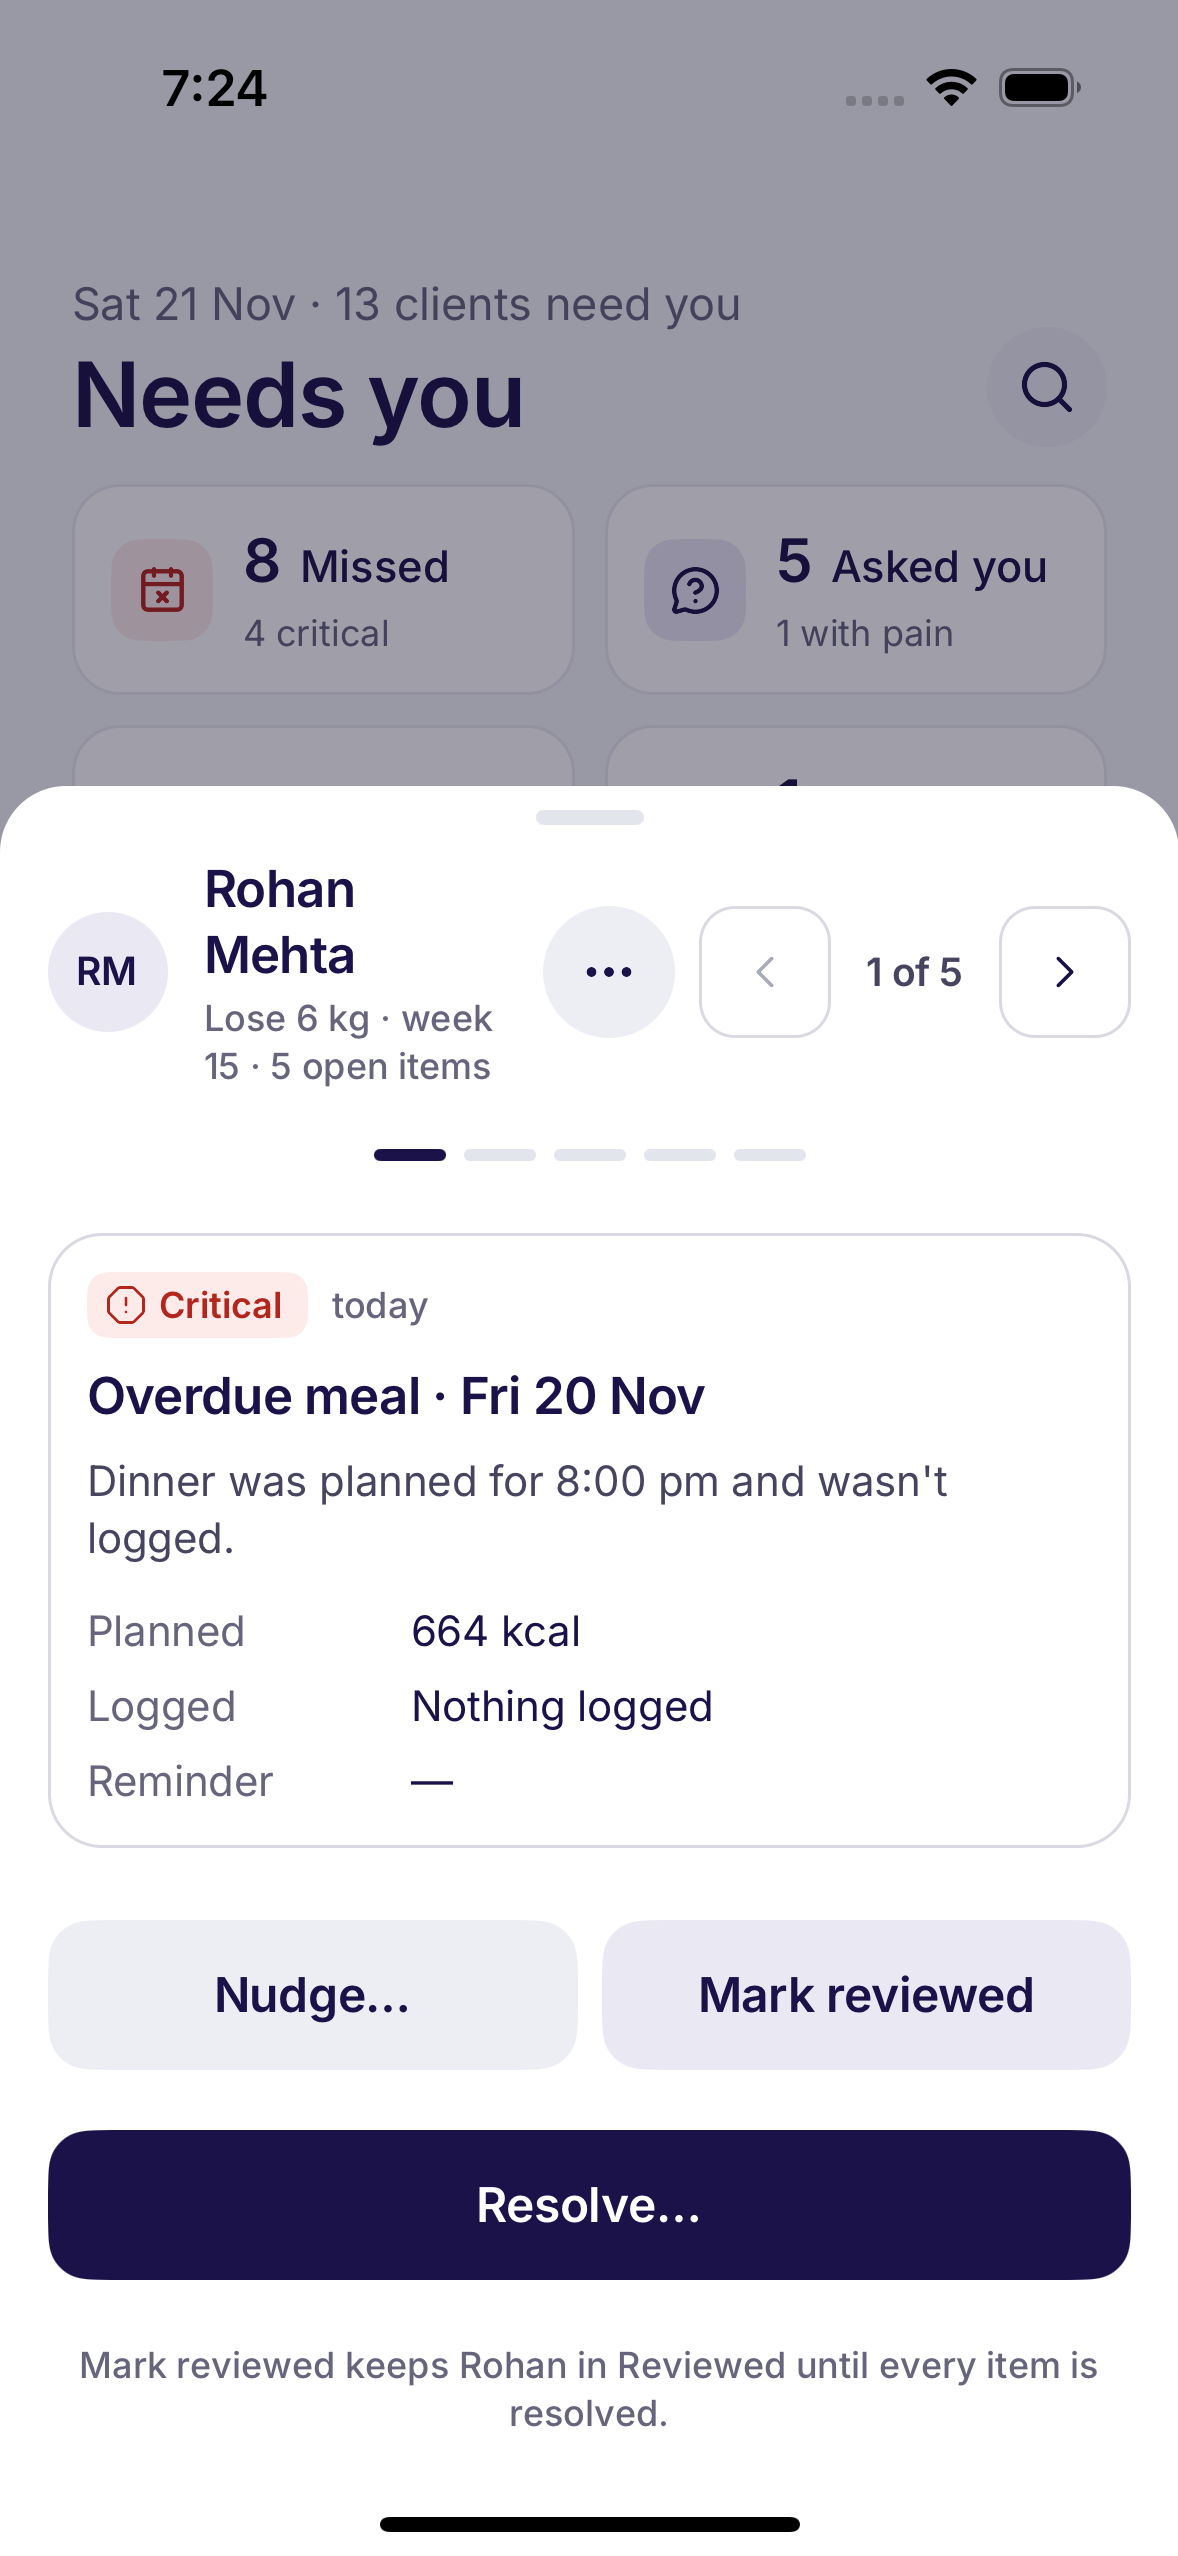 7:24
Sat 21 Nov · 13 clients need you
Needs you
8 Missed
4 critical
5 Asked you
1 with pain
RM
Rohan
Mehta
Lose 6 kg · week
15 · 5 open items
1 of 5
Critical
today
Overdue meal · Fri 20 Nov
Dinner was planned for 8:00 pm and wasn't
logged.
Planned
664 kcal
Logged
Nothing logged
Reminder
—
Nudge...
Mark reviewed
Resolve...
Mark reviewed keeps Rohan in Reviewed until every item is
resolved.